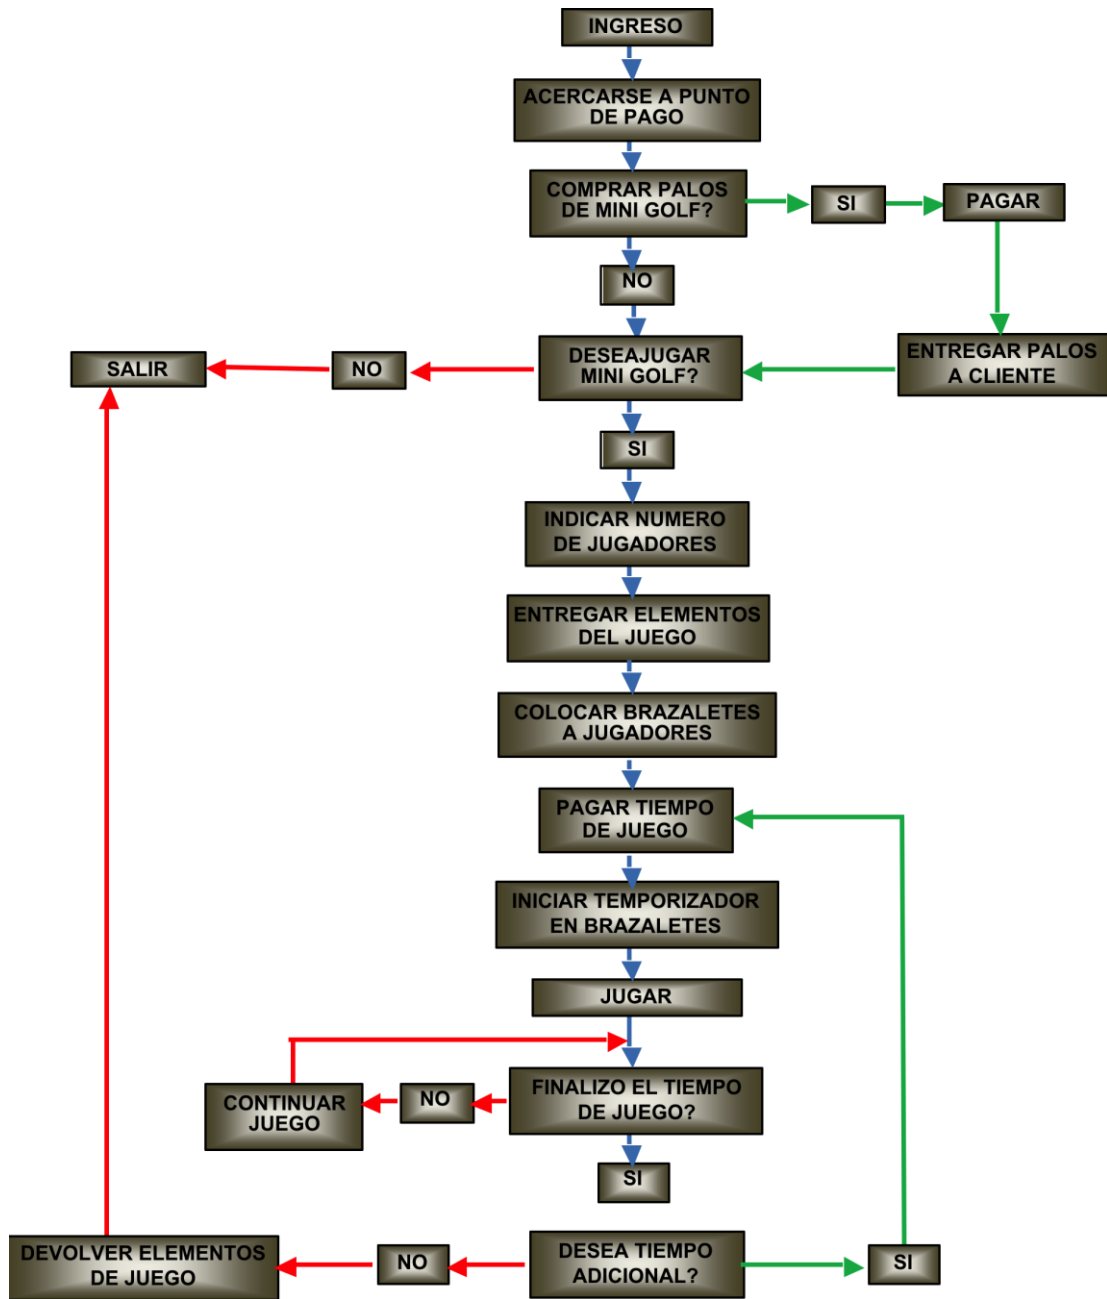 INGRESO
ACERCARSE A PUNTO
DE PAGO
COMPRAR PALOS
DE MINI GOLF?
SI
PAGAR
NO
SALIR
NO
DESEAJUGAR
MINI GOLF?
ENTREGAR PALOS
A CLIENTE
SI
INDICAR NUMERO
DE JUGADORES
ENTREGAR ELEMENTOS
DEL JUEGO
COLOCAR BRAZALETES
A JUGADORES
PAGAR TIEMPO
DE JUEGO
INICIAR TEMPORIZADOR
EN BRAZALETES
JUGAR
CONTINUAR
JUEGO
NO
FINALIZO EL TIEMPO
DE JUEGO?
SI
DEVOLVER ELEMENTOS
DE JUEGO
NO
DESEA TIEMPO
ADICIONAL?
SI